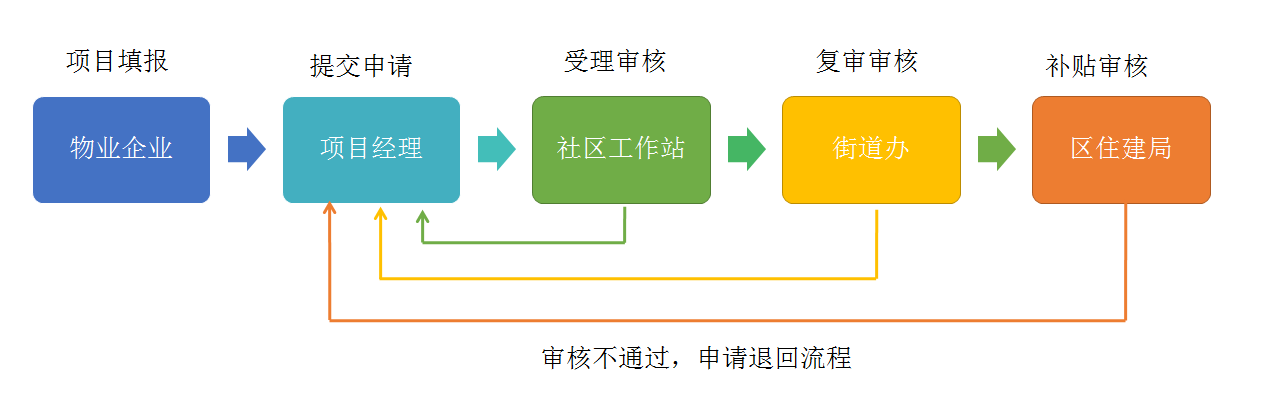 项目填报
提交申请
受理审核
复审审核
补贴审核
物业企业
项目经理
社区工作站
街道办
区住建局
审核不通过，申请退回流程